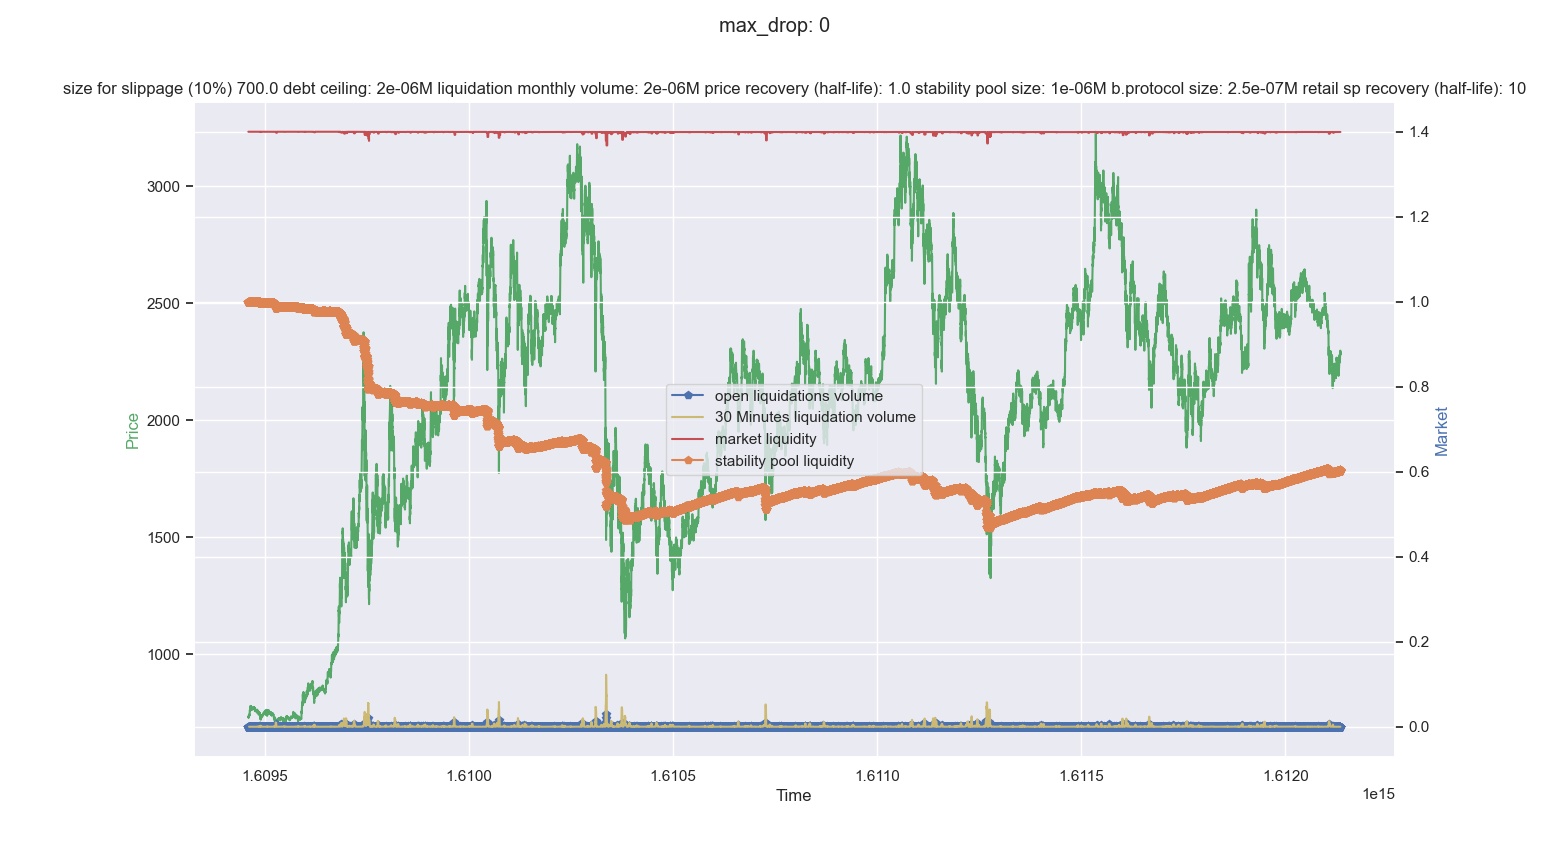 max_drop: 0
size for slippage (10%) 700.0 debt ceiling: 2e-06M liquidation monthly volume: 2e-06M price recovery (half-life): 1.0 stability pool size: 1e-06M b.protocol size: 2.5e-07M retail sp recovery (half-life): 10
3000
2500
2000
1500
1000
Price
1.4
1.2
1.0
0.8
0.6
0.4
0.2
0.0
Market
open liquidations volume
30 Minutes liquidation volume
market liquidity
stability pool liquidity
1.6095 1.6100 1.6105 1.6110 1.6115 1.6120
Time
1e15